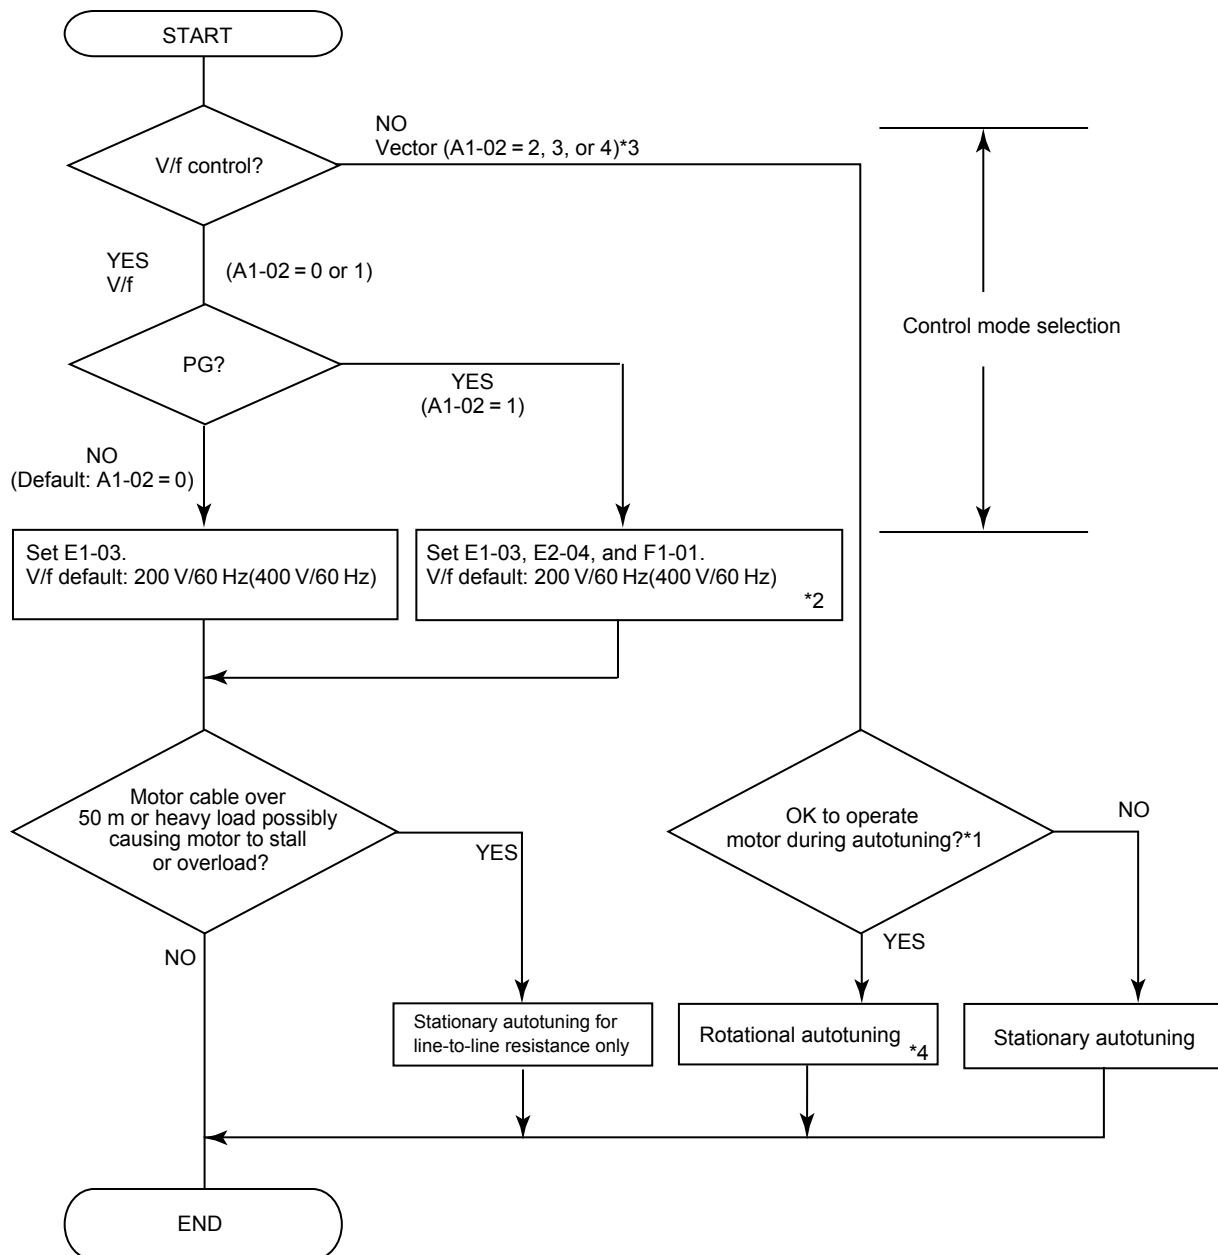 START
V/f control?
NO
Vector (A1-02 = 2, 3, or 4)*3
YES
V/f
(A1-02 = 0 or 1)
Control mode selection
PG?
YES
(A1-02 = 1)
NO
(Default: A1-02 = 0)
Set E1-03.
V/f default: 200 V/60 Hz(400 V/60 Hz)
Set E1-03, E2-04, and F1-01.
V/f default: 200 V/60 Hz(400 V/60 Hz)
*2
Motor cable over
50 m or heavy load possibly
causing motor to stall
or overload?
YES
NO
OK to operate
motor during autotuning?*1
NO
YES
Stationary autotuning for
line-to-line resistance only
Rotational autotuning
*4
Stationary autotuning
END